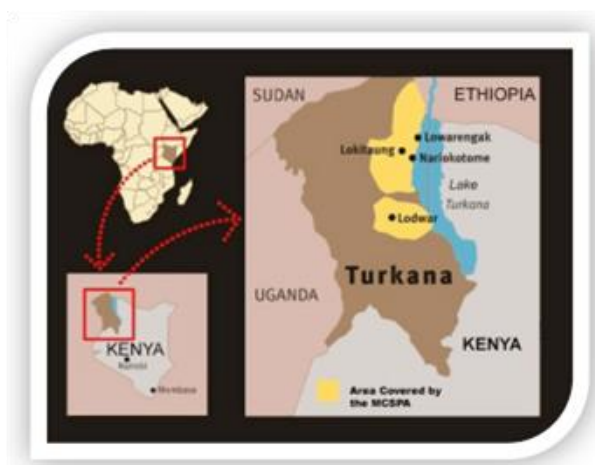 SUDAN
ETHIOPIA
Lowarengak
Lokitaung
Nariokotome
Lake
Turkana
Lodwar
Turkana
UGANDA
KENYA
KENYA
Nairobi
Mombasa
Area Covered by
the MCSPA